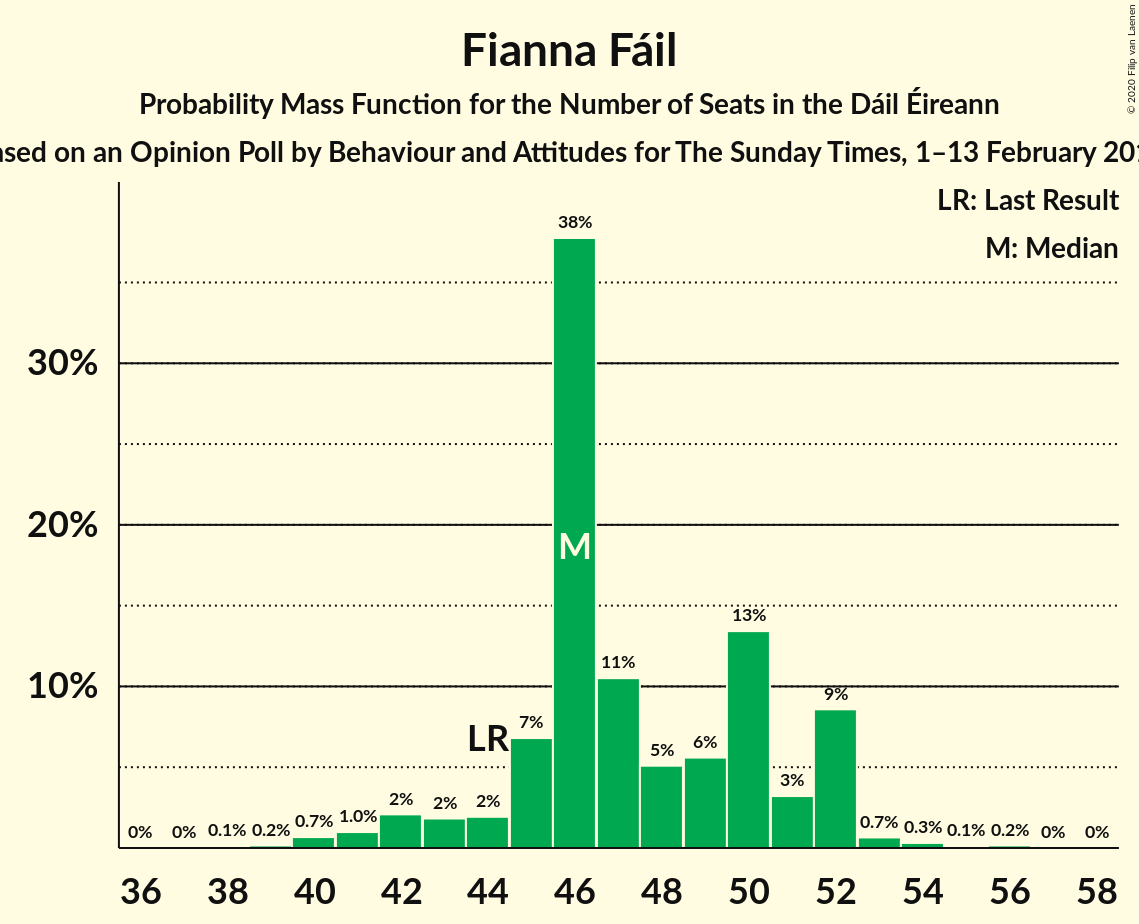 Fianna Fáil
Probability Mass Function for the Number of Seats in the Dáil Éireann
on an Opinion Poll by Behaviour and Attitudes for The Sunday Times, 1–13 February
© 2020 Filip van Laenen
LR: Last Result
M: Median
38%
30%
20%
M
13%
11%
10%
9%
7%
LR
6%
5%
3%
2%
2%
2%
1.0%
0.7%
0.7%
0.3%
0% 0% 0.1% 0.2%
0.1% 0.2% 0% 0%
36 38 40 42 44 46 48 50 52 54 56 58